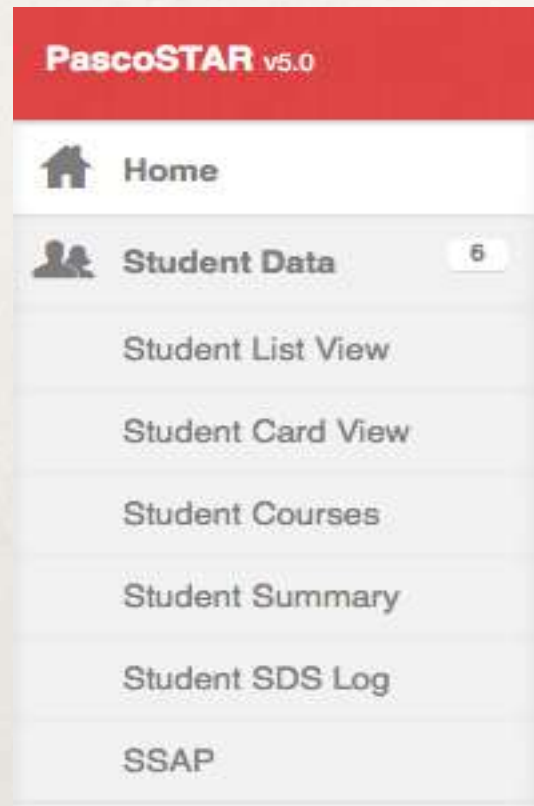 PascoSTAR v5.0
Home
Student Data 6
Student List View
Student Card View
Student Courses
Student Summary
Student SDS Log
SSAP